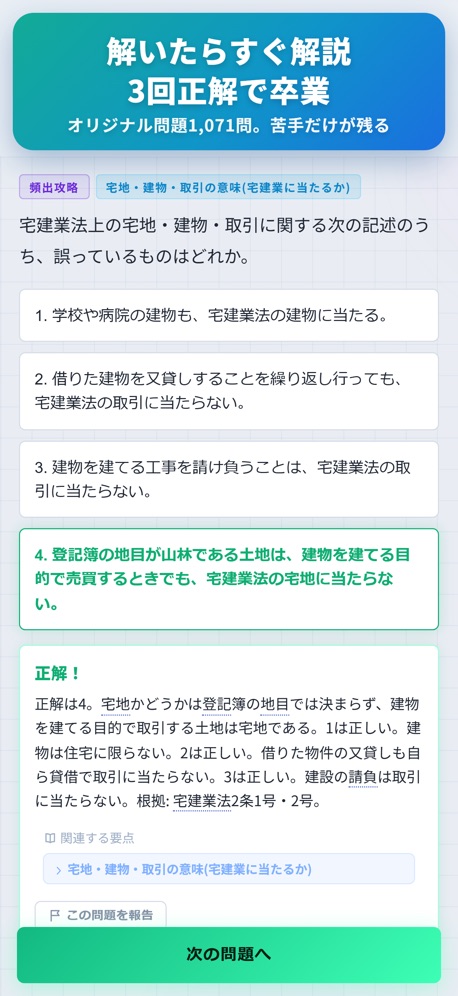 解いたらすぐ解説
3回正解で卒業
オリジナル問題1,071問。苦手だけが残る
頻出攻略 宅地・建物・取引の意味(宅建業に当たるか)
宅建業法上の宅地・建物・取引に関する次の記述のう
ち、誤っているものはどれか。
1. 学校や病院の建物も、宅建業法の建物に当たる。
2. 借りた建物を又貸しすることを繰り返し行っても、
宅建業法の取引に当たらない。
3. 建物を建てる工事を請け負うことは、宅建業法の取
引に当たらない。
4. 登記簿の地目が山林である土地は、建物を建てる目
的で売買するときでも、宅建業法の宅地に当たらな
い。
正解！
正解は4。宅地かどうかは登記簿の地目では決まらず、建物
を建てる目的で取引する土地は宅地である。1は正しい。建
物は住宅に限らない。2は正しい。借りた物件の又貸しも自
ら貸借で取引に当たらない。3は正しい。建設の請負は取引
に当たらない。根拠: 宅建業法2条1号・2号。
関連する要点
› 宅地・建物・取引の意味(宅建業に当たるか)
この問題を報告
次の問題へ